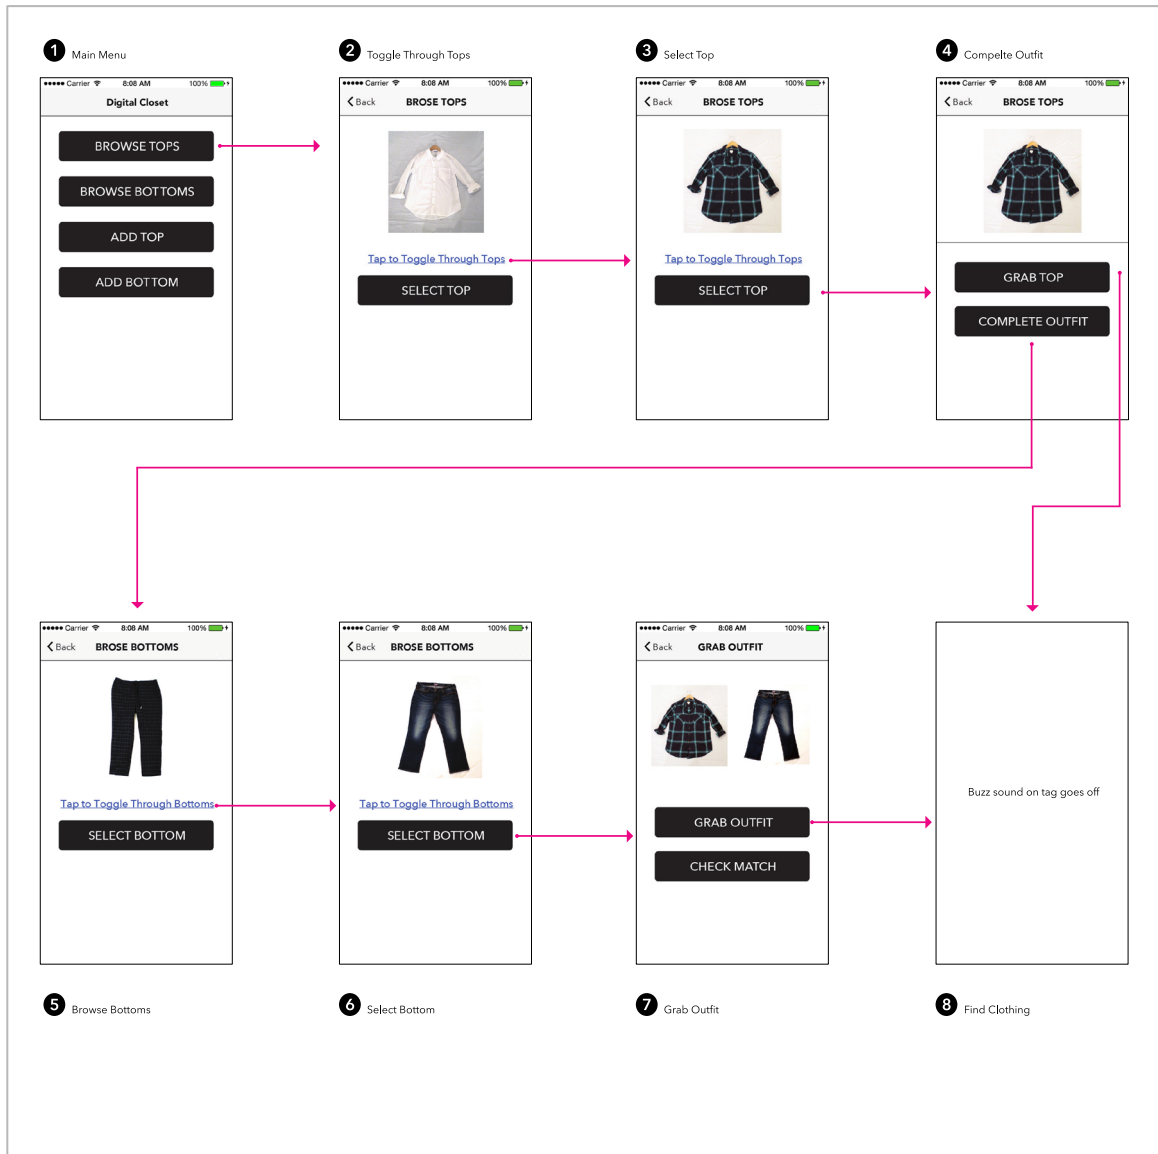 1 Main Menu
2 Toggle Through Tops
3 Select Top
4 Compelte Outfit
Carrier 8:08 AM 100%
Digital Closet
BROWSE TOPS
BROWSE BOTTOMS
ADD TOP
ADD BOTTOM
Carrier 8:08 AM 100%
Back BROSE TOPS
Tap to Toggle Through Tops
SELECT TOP
Carrier 8:08 AM 100%
Back BROSE TOPS
Tap to Toggle Through Tops
SELECT TOP
Carrier 8:08 AM 100%
Back BROSE TOPS
GRAB TOP
COMPLETE OUTFIT
Carrier 8:08 AM 100%
Back BROSE BOTTOMS
Tap to Toggle Through Bottoms
SELECT BOTTOM
Carrier 8:08 AM 100%
Back BROSE BOTTOMS
Tap to Toggle Through Bottoms
SELECT BOTTOM
Carrier 8:08 AM 100%
Back GRAB OUTFIT
GRAB OUTFIT
CHECK MATCH
Buzz sound on tag goes off
5 Browse Bottoms
6 Select Bottom
7 Grab Outfit
8 Find Clothing